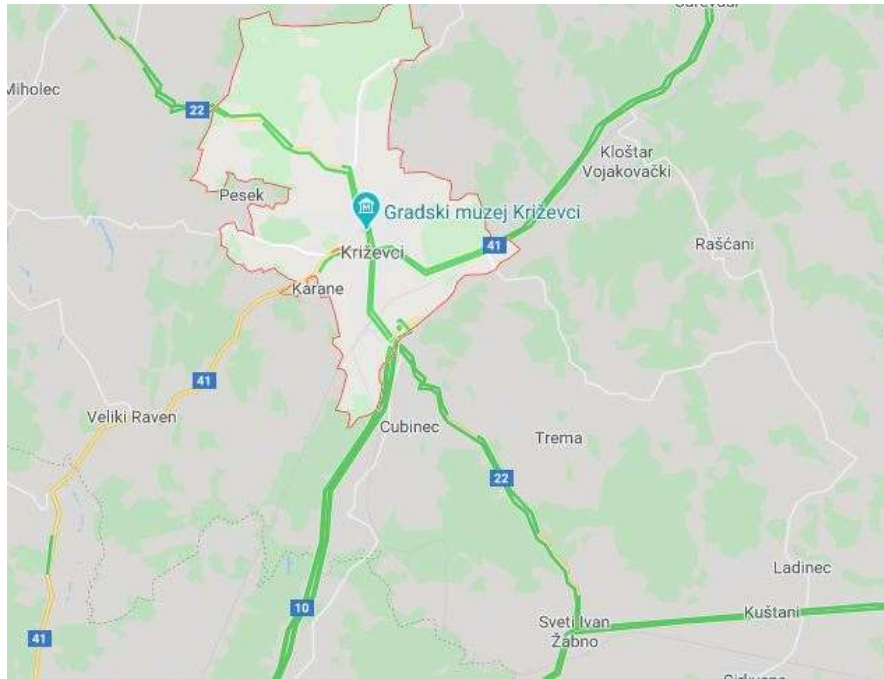 Miholec
22
Kloštar
Vojakovački
Pesek
Gradski muzej Križevci
41
Rašćani
Križevci
Karane
41
Veliki Raven
Cubinec
Trema
22
Ladinec
10
Kuštani
Sveti Ivan
Žabno
41